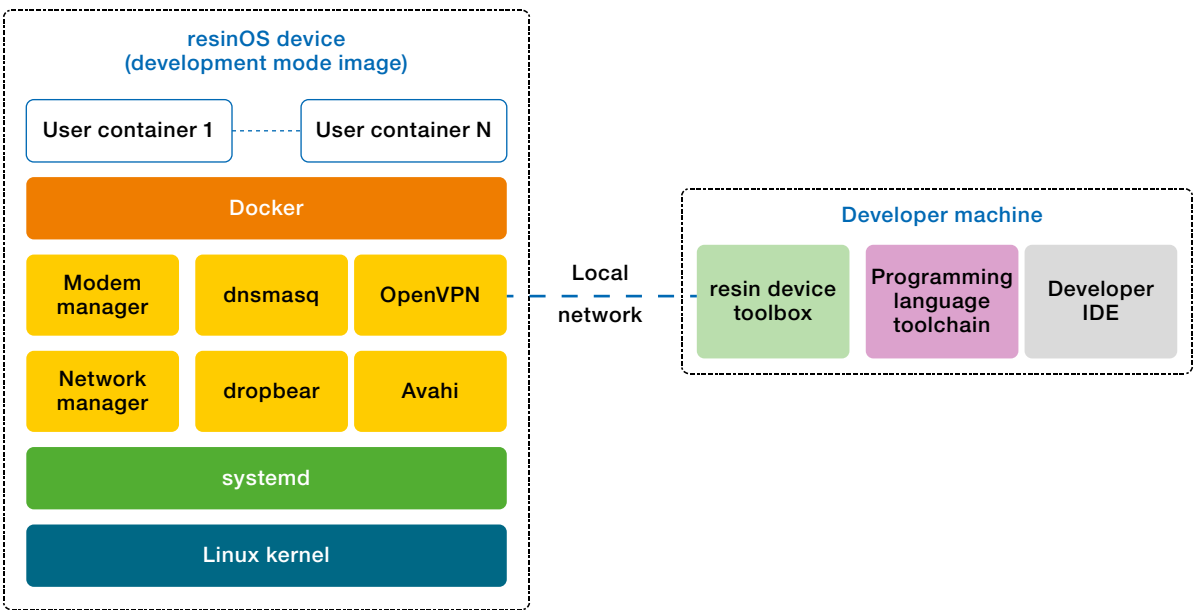 resinOS device
(development mode image)
User container 1
User container N
Docker
Modem
manager
dnsmasq
OpenVPN
Network
manager
dropbear
Avahi
systemd
Linux kernel
Local
network
Developer machine
resin device
toolbox
Programming
language
toolchain
Developer
IDE